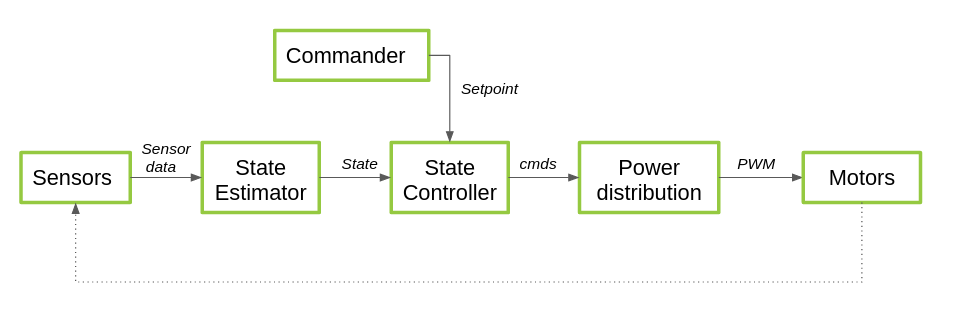 Commander
Setpoint
Sensor
data
State
cmds
PWM
Sensors
State
Estimator
State
Controller
Power
distribution
Motors